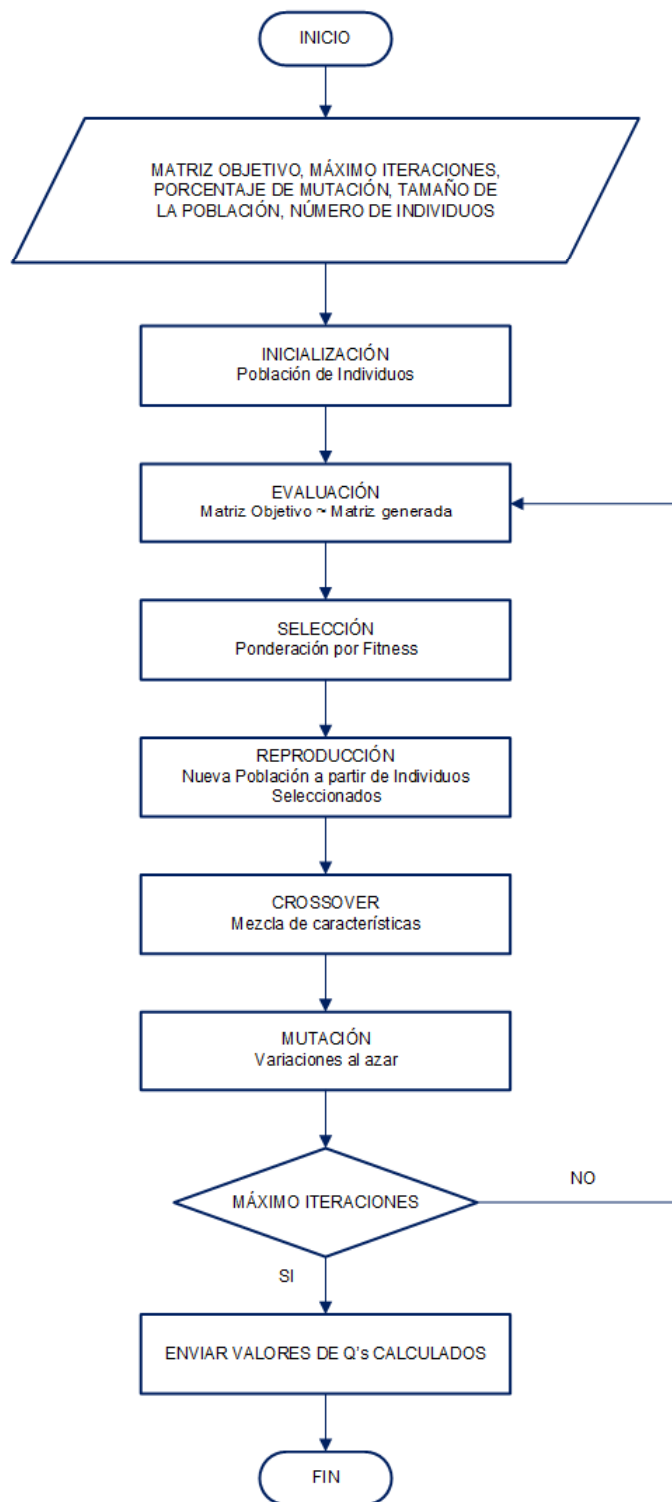 INICIO
MATRIZ OBJETIVO, MÁXIMO ITERACIONES,
PORCENTAJE DE MUTACIÓN, TAMAÑO DE
LA POBLACIÓN, NÚMERO DE INDIVIDUOS
INICIALIZACIÓN
Población de Individuos
EVALUACIÓN
Matriz Objetivo ~ Matriz generada
SELECCIÓN
Ponderación por Fitness
REPRODUCCIÓN
Nueva Población a partir de Individuos
Seleccionados
CROSSOVER
Mezcla de características
MUTACIÓN
Variaciones al azar
MÁXIMO ITERACIONES
NO
SI
ENVIAR VALORES DE Q's CALCULADOS
FIN